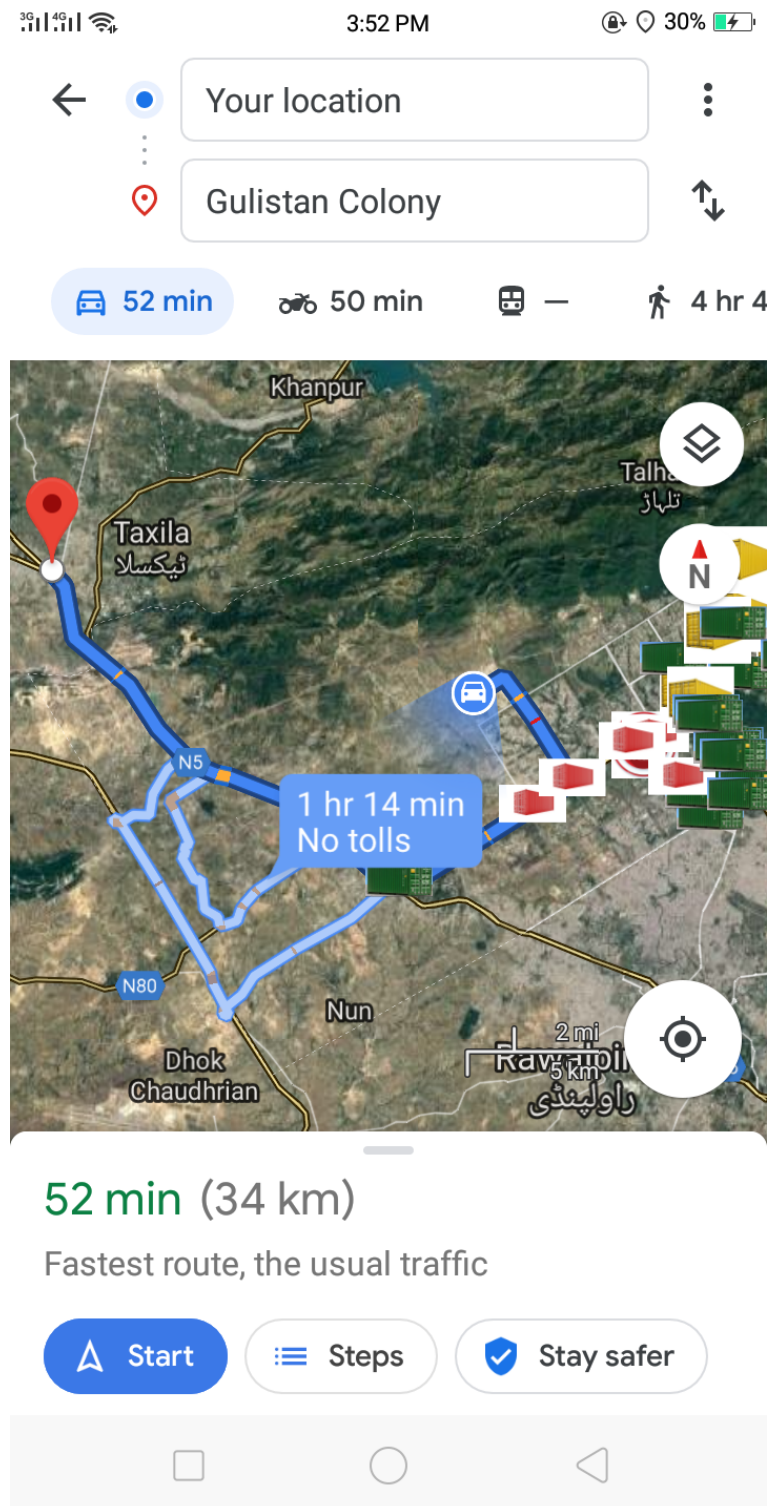 3G 4G 3:52 PM 30%
Your location
Gulistan Colony
52 min 50 min — 4 hr 4
Khanpur
تلہاڑ
Taxila
ٹیکسلا
N
N5
1 hr 14 min
No tolls
N80
Nun
2 mi
5 km
Dhok
Chaudhrian
راولپنڈی
52 min (34 km)
Fastest route, the usual traffic
Start Steps Stay safer